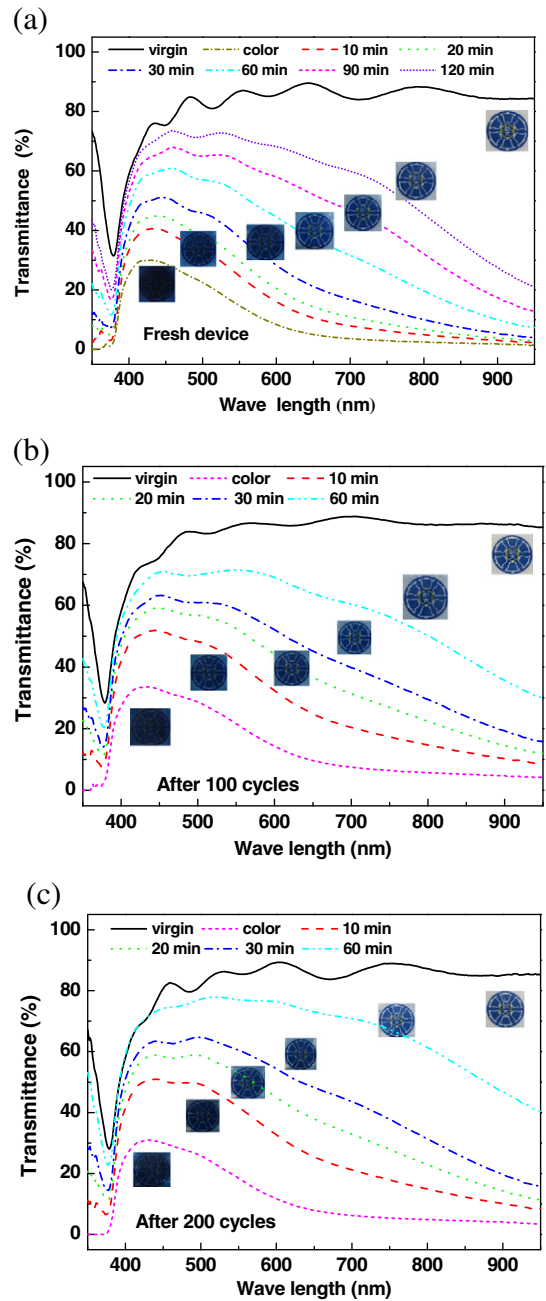 (a)
100
80
60
40
20
0
Transmittance (%)
virgin color 10 min 20 min
30 min 60 min 90 min 120 min
Fresh device
400 500 600 700 800 900
Wave length (nm)
(b)
100
80
60
40
20
0
Transmittance (%)
virgin color 10 min
20 min 30 min 60 min
After 100 cycles
400 500 600 700 800 900
Wave length (nm)
(c)
100
80
60
40
20
0
Transmittance (%)
virgin color 10 min
20 min 30 min 60 min
After 200 cycles
400 500 600 700 800 900
Wave length (nm)